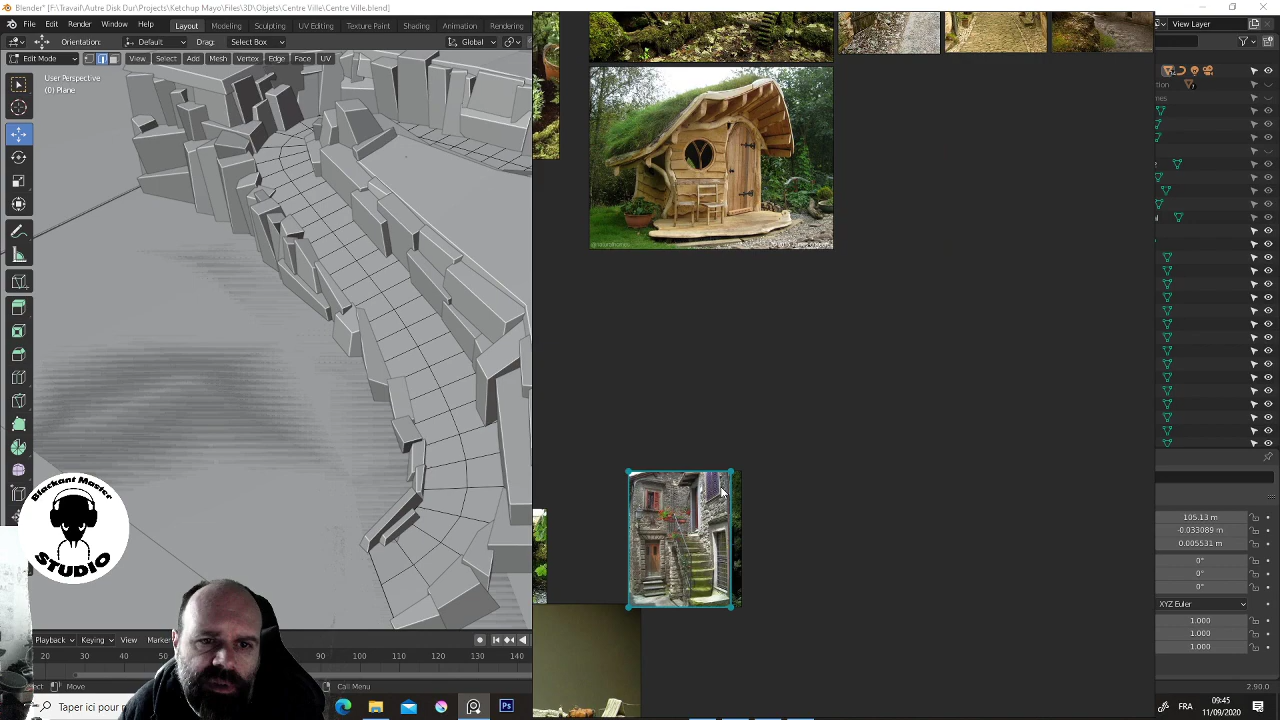 Blender* [F:\Travail\Autre Disk Dur\Projects\Ketchup Mayo\Files\3D\Objects\Centre Ville\Centre Ville.blend]
File Edit Render Window Help
Layout Modeling Sculpting UV Editing Texture Paint Shading Animation Rendering
View Layer
Orientation: Default Drag: Select Box Global
Edit Mode View Select Add Mesh Vertex Edge Face UV
User Perspective
(0) Plane
Blackant Master
STUDIO
105.13 m
-0.033089 m
0.005531 m
0°
0°
0°
XYZ Euler
1.000
1.000
1.000
Playback Keying View Marker
20 30 40 50 90 100 110 120 130 140
Move Call Menu
2.90.0
Taper ici pour
FRA
09:45
11/09/2020